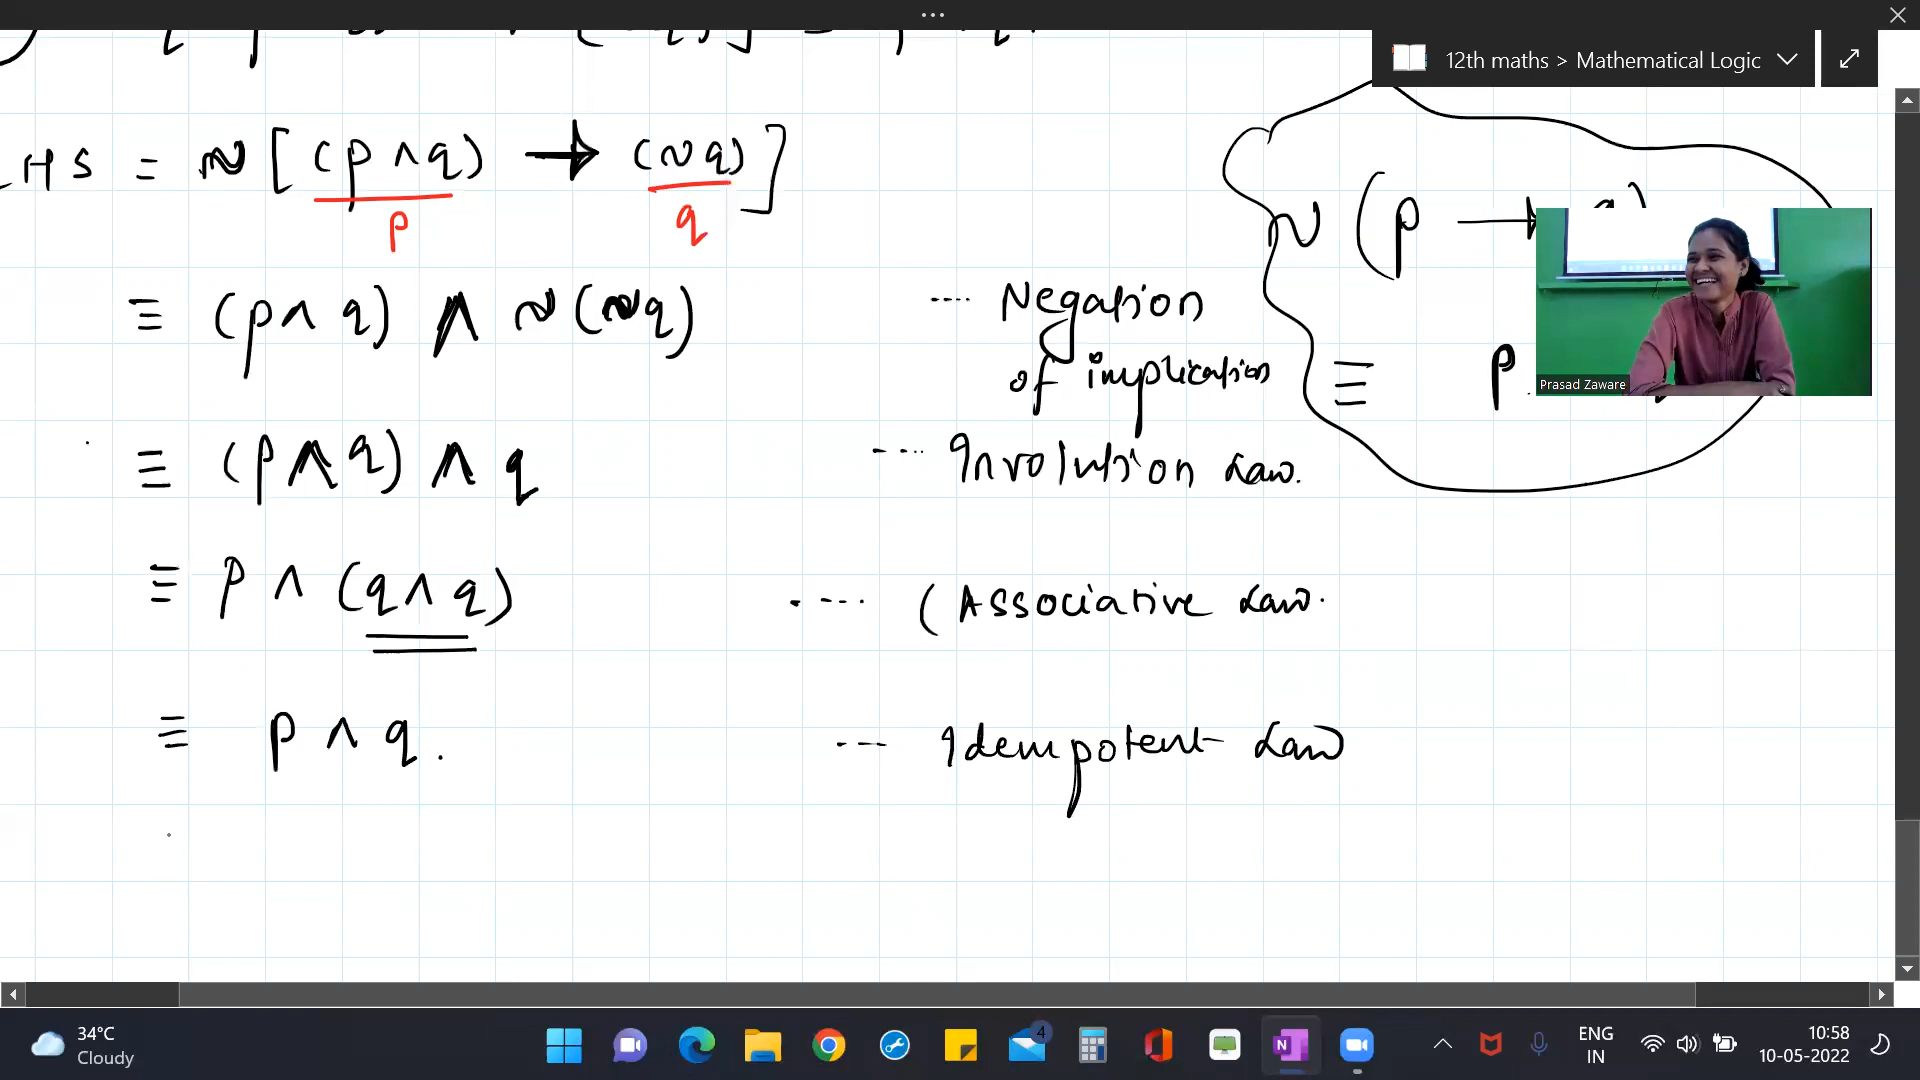 12th maths > Mathematical Logic
LHS = ~ [ (p ∧ q) → (~q) ]
p q
~ (p →
≡ (p ∧ q) ∧ ~ (~q) ---- Negation
of implication
≡ p
Prasad Zaware
≡ (p ∧ q) ∧ q ---- Involution Law.
≡ p ∧ (q ∧ q) ---- (Associative Law.
≡ p ∧ q. --- Idempotent Law
34°C
Cloudy
4
ENG
IN
10:58
10-05-2022